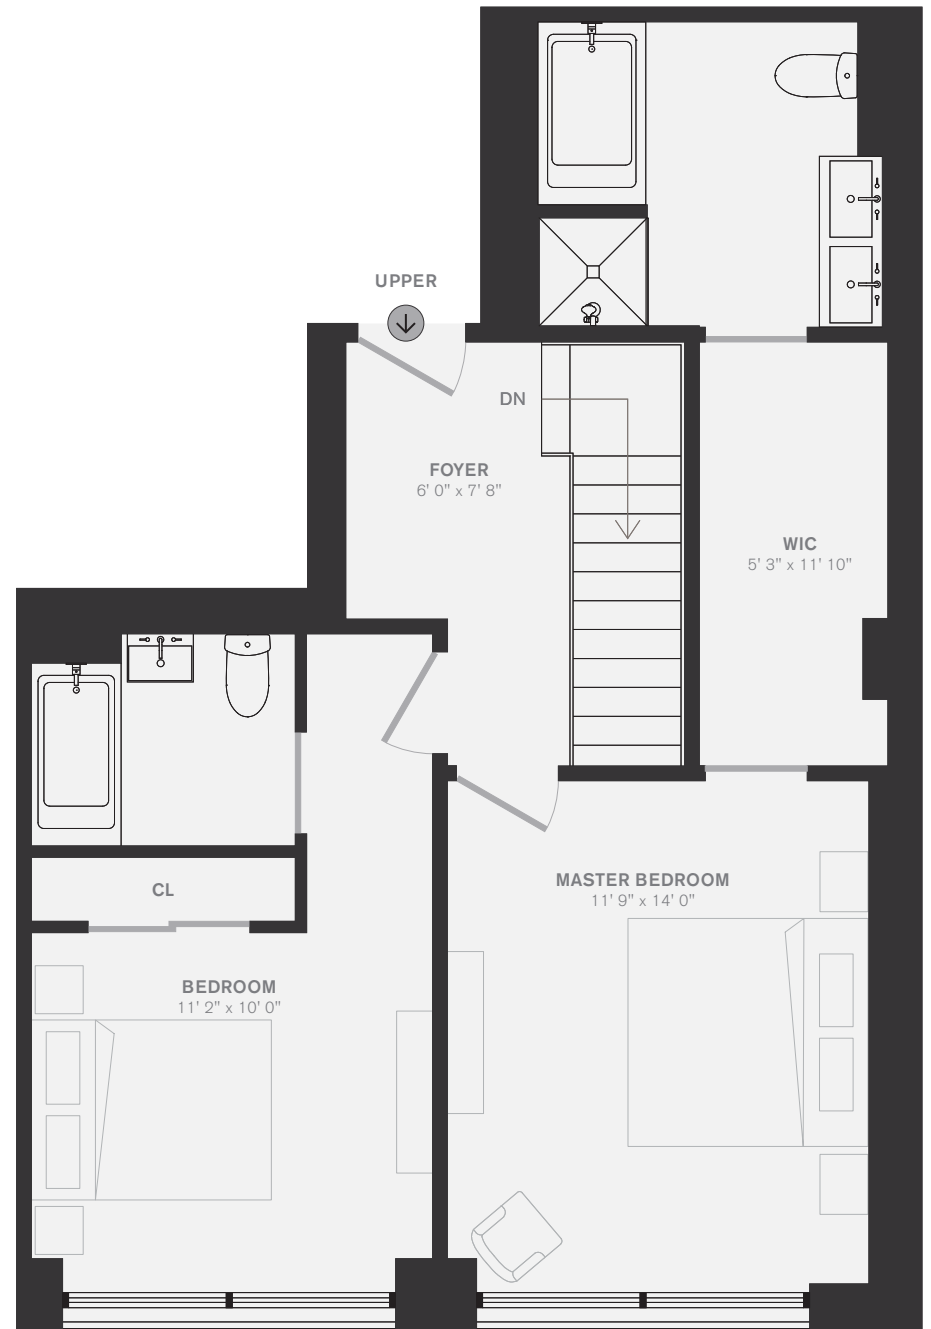 UPPER
DN
FOYER
6' 0" x 7' 8"
WIC
5' 3" x 11' 10"
CL
MASTER BEDROOM
11' 9" x 14' 0"
BEDROOM
11' 2" x 10' 0"